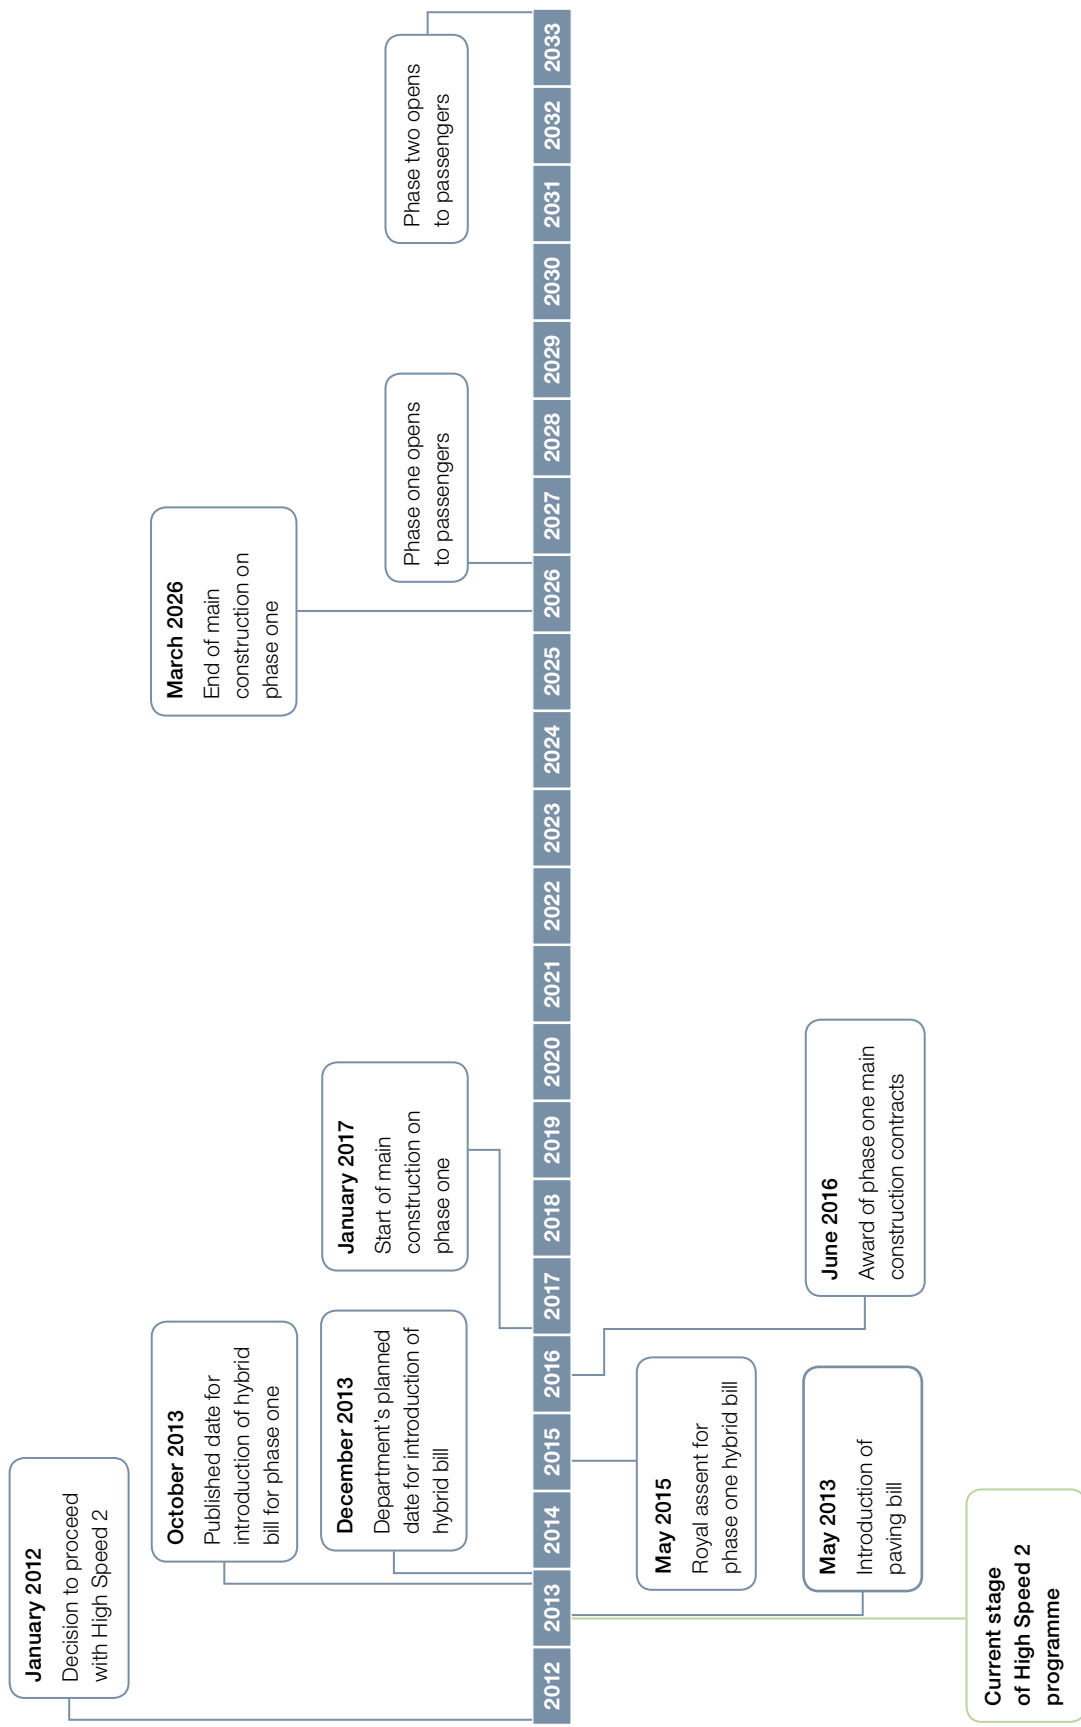 January 2012
Decision to proceed
with High Speed 2
October 2013
Published date for
introduction of hybrid
bill for phase one
December 2013
Department's planned
date for introduction of
hybrid bill
January 2017
Start of main
construction on
phase one
March 2026
End of main
construction on
phase one
Phase one opens
to passengers
Phase two opens
to passengers
2012
2013
2014
2015
2016
2017
2018
2019
2020
2021
2022
2023
2024
2025
2026
2027
2028
2029
2030
2031
2032
2033
May 2015
Royal assent for
phase one hybrid bill
May 2013
Introduction of
paving bill
June 2016
Award of phase one main
construction contracts
Current stage
of High Speed 2
programme